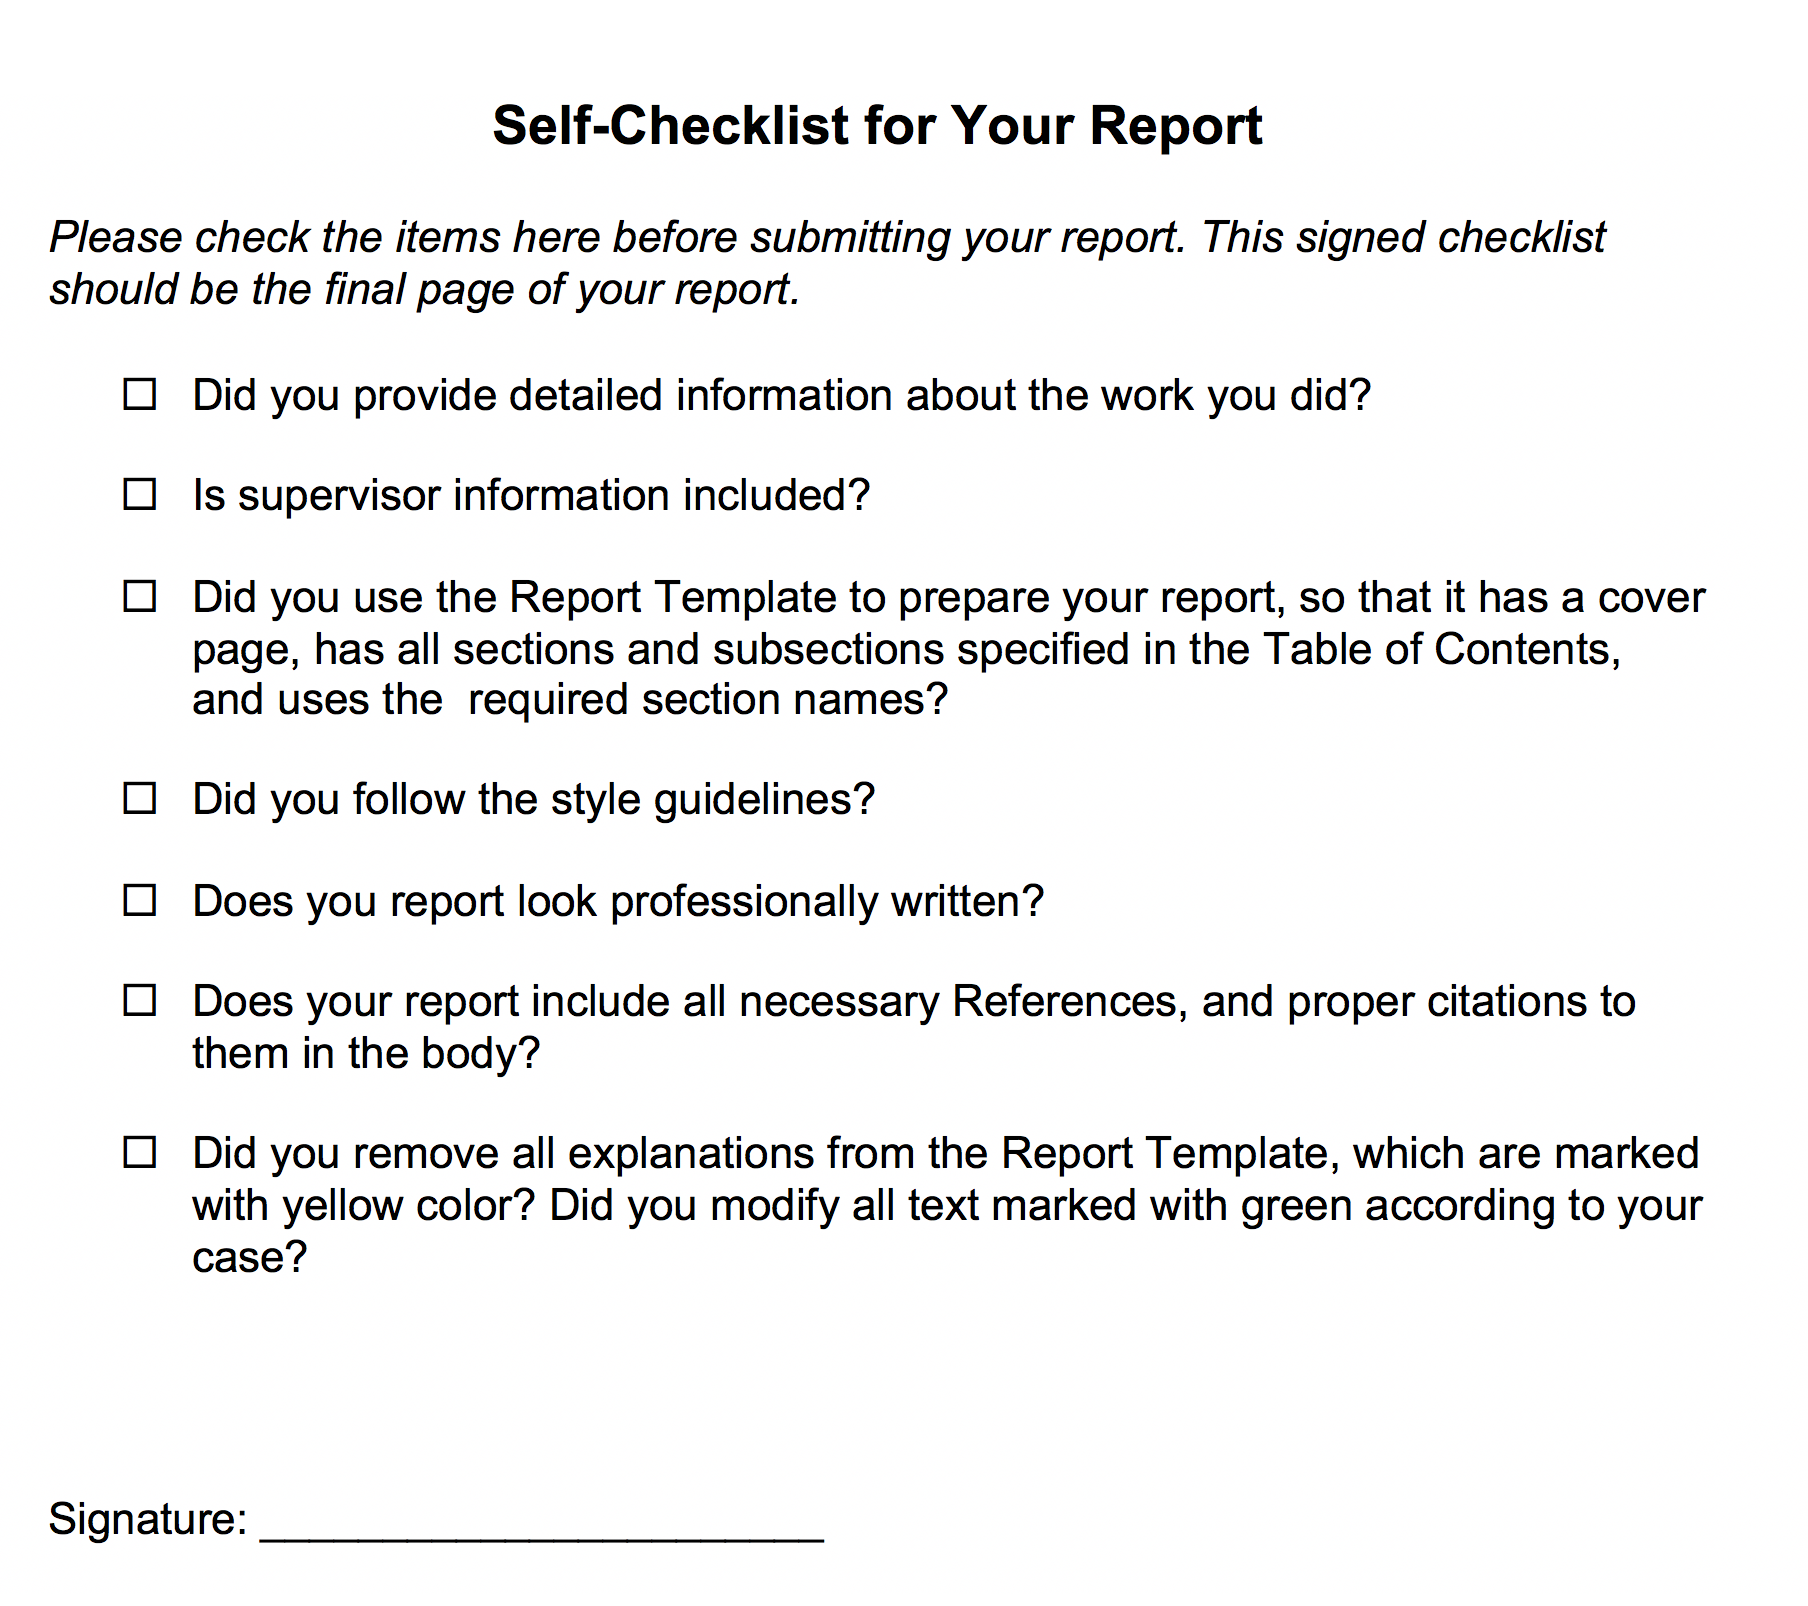 Self-Checklist for Your Report
Please check the items here before submitting your report. This signed checklist
should be the final page of your report.
☐ Did you provide detailed information about the work you did?
☐ Is supervisor information included?
☐ Did you use the Report Template to prepare your report, so that it has a cover
page, has all sections and subsections specified in the Table of Contents,
and uses the  required section names?
☐ Did you follow the style guidelines?
☐ Does you report look professionally written?
☐ Does your report include all necessary References, and proper citations to
them in the body?
☐ Did you remove all explanations from the Report Template, which are marked
with yellow color? Did you modify all text marked with green according to your
case?
Signature: _______________________